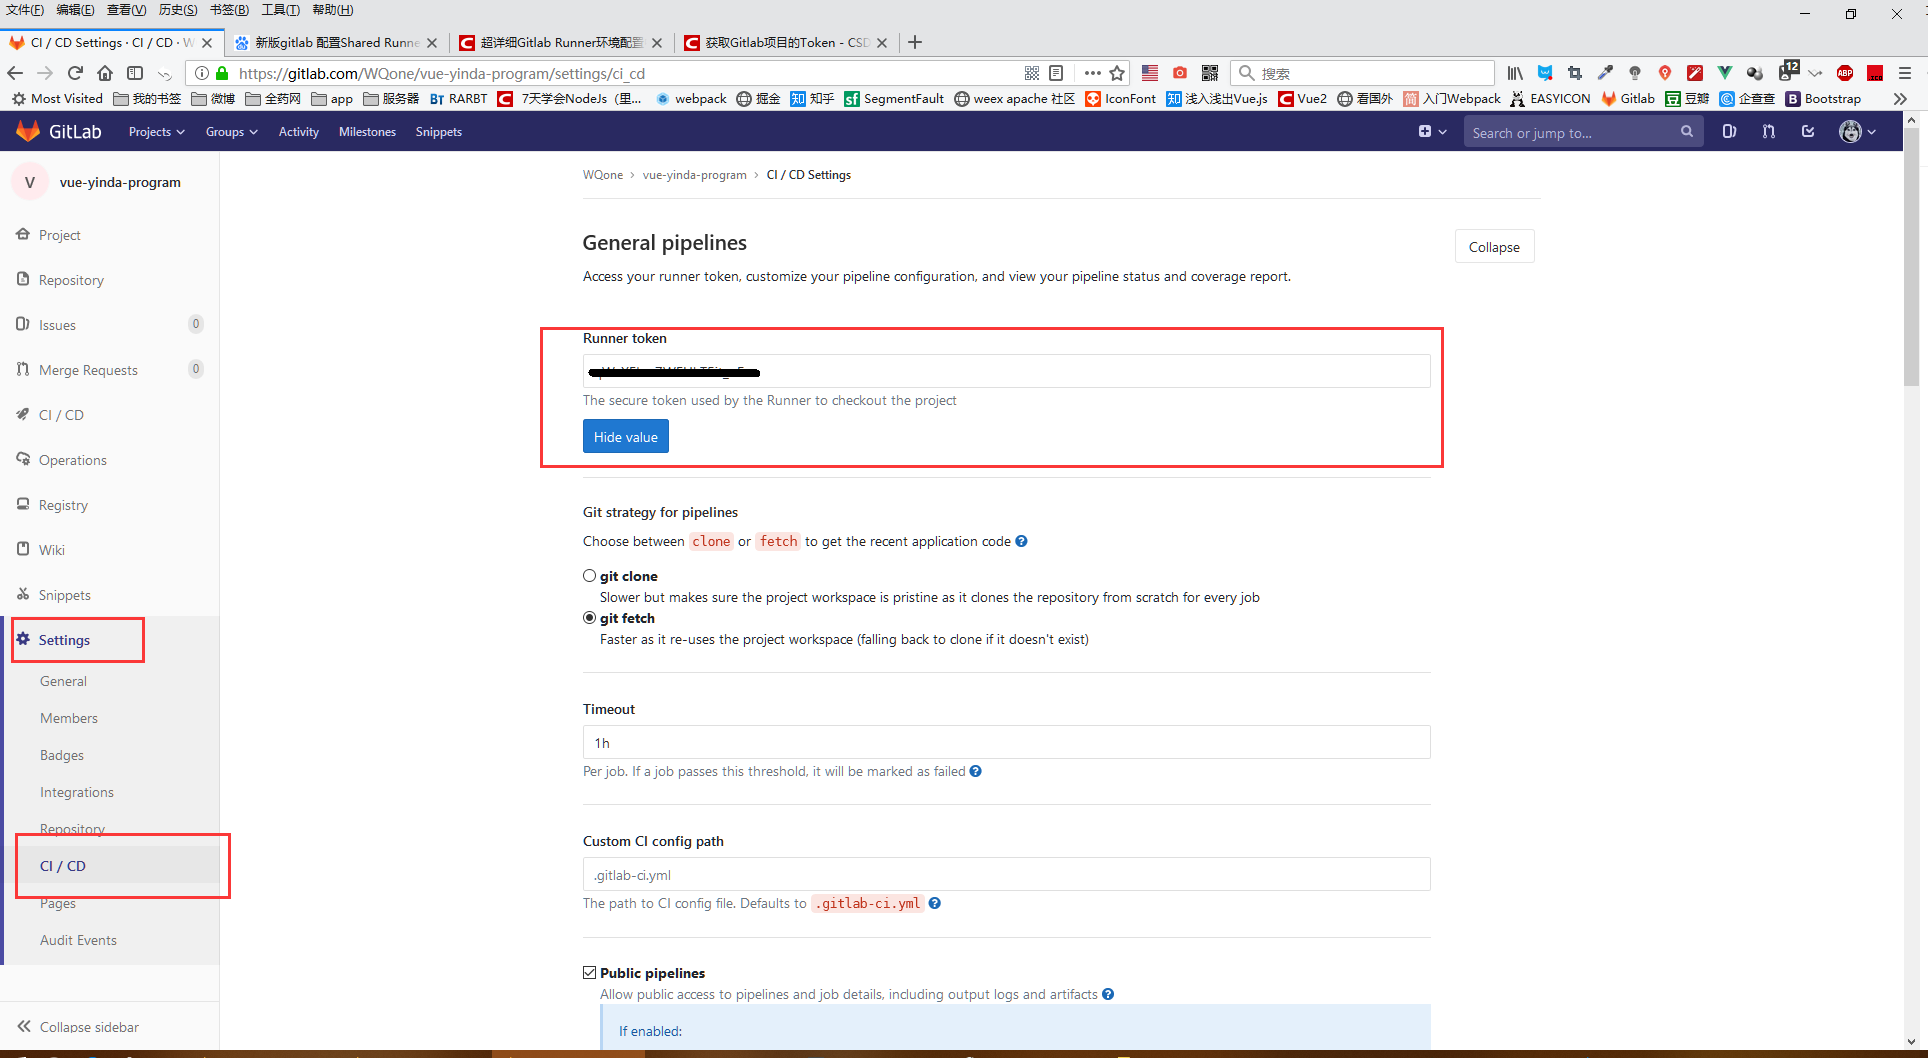 文件(F) 编辑(E) 查看(V) 历史(S) 书签(B) 工具(T) 帮助(H)
CI / CD Settings · CI / CD · W
新版gitlab 配置Shared Runne
超详细Gitlab Runner环境配置
获取Gitlab项目的Token - CSD
https://gitlab.com/WQone/vue-yinda-program/settings/ci_cd
搜索
12
ABP
Most Visited 我的书签 微博 全药网 app 服务器 BT RARBT C 7天学会NodeJs（里... webpack 掘金 知 知乎 sf SegmentFault weex apache 社区 IconFont 知 浅入浅出Vue.js C Vue2 看国外 简 入门Webpack EASYICON Gitlab 豆 豆瓣 企查查 B Bootstrap
GitLab Projects Groups Activity Milestones Snippets
Search or jump to...
V vue-yinda-program
Project
Repository
Issues 0
Merge Requests 0
CI / CD
Operations
Registry
Wiki
Snippets
Settings
General
Members
Badges
Integrations
Repository
CI / CD
Pages
Audit Events
Collapse sidebar
WQone › vue-yinda-program › CI / CD Settings
General pipelines
Collapse
Access your runner token, customize your pipeline configuration, and view your pipeline status and coverage report.
Runner token
The secure token used by the Runner to checkout the project
Hide value
Git strategy for pipelines
Choose between clone or fetch to get the recent application code
git clone
Slower but makes sure the project workspace is pristine as it clones the repository from scratch for every job
git fetch
Faster as it re-uses the project workspace (falling back to clone if it doesn't exist)
Timeout
1h
Per job. If a job passes this threshold, it will be marked as failed
Custom CI config path
.gitlab-ci.yml
The path to CI config file. Defaults to .gitlab-ci.yml
Public pipelines
Allow public access to pipelines and job details, including output logs and artifacts
If enabled: